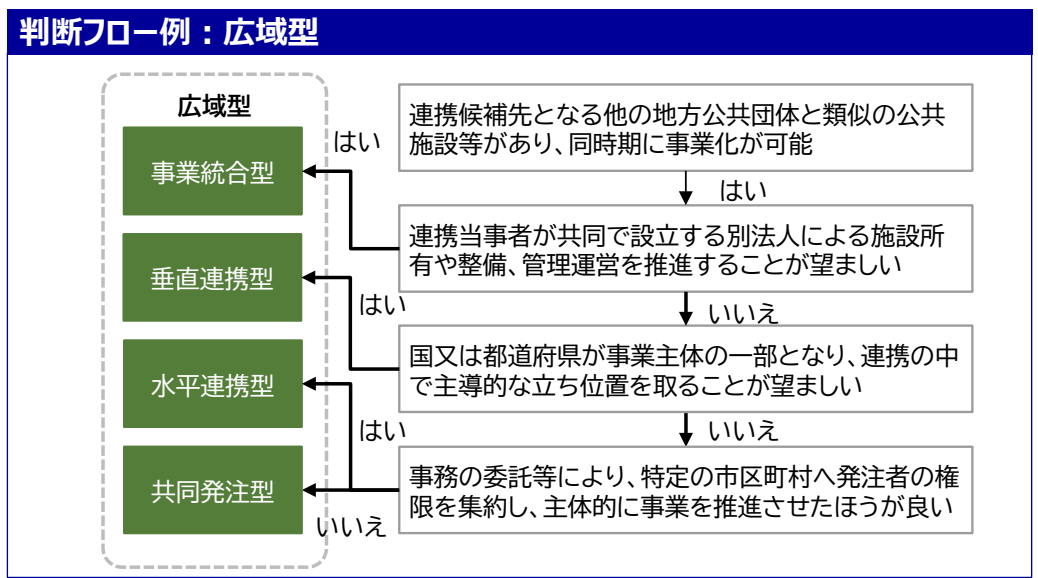 判断フロー例：広域型
広域型
事業統合型
垂直連携型
水平連携型
共同発注型
連携候補先となる他の地方公共団体と類似の公共
施設等があり、同時期に事業化が可能
はい
はい
連携当事者が共同で設立する別法人による施設所
有や整備、管理運営を推進することが望ましい
はい
いいえ
国又は都道府県が事業主体の一部となり、連携の中
で主導的な立ち位置を取ることが望ましい
はい
いいえ
事務の委託等により、特定の市区町村へ発注者の権
限を集約し、主体的に事業を推進させたほうが良い
いいえ